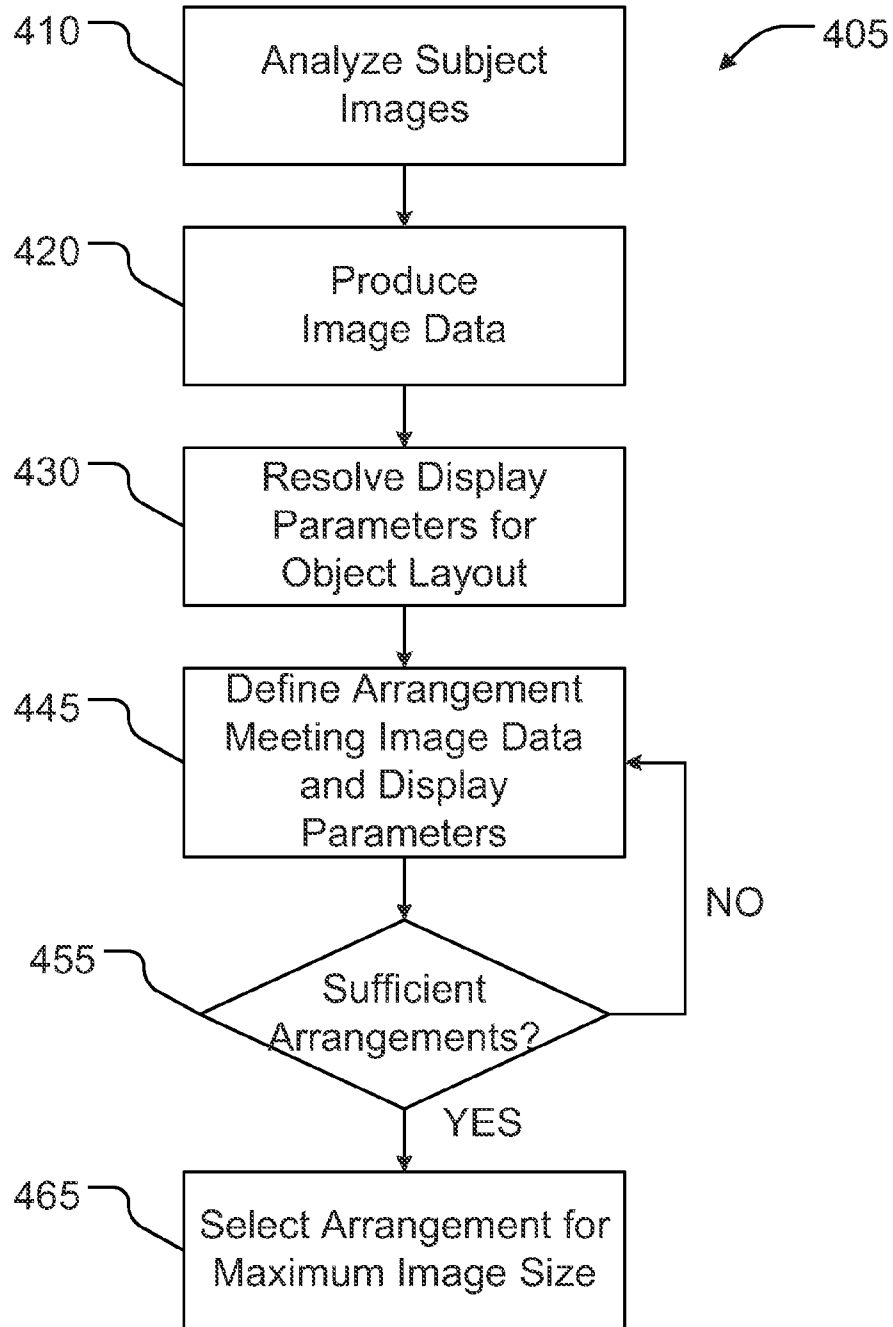 410
Analyze Subject
Images
405
420
Produce
Image Data
430
Resolve Display
Parameters for
Object Layout
445
Define Arrangement
Meeting Image Data
and Display
Parameters
NO
455
Sufficient
Arrangements?
YES
465
Select Arrangement for
Maximum Image Size